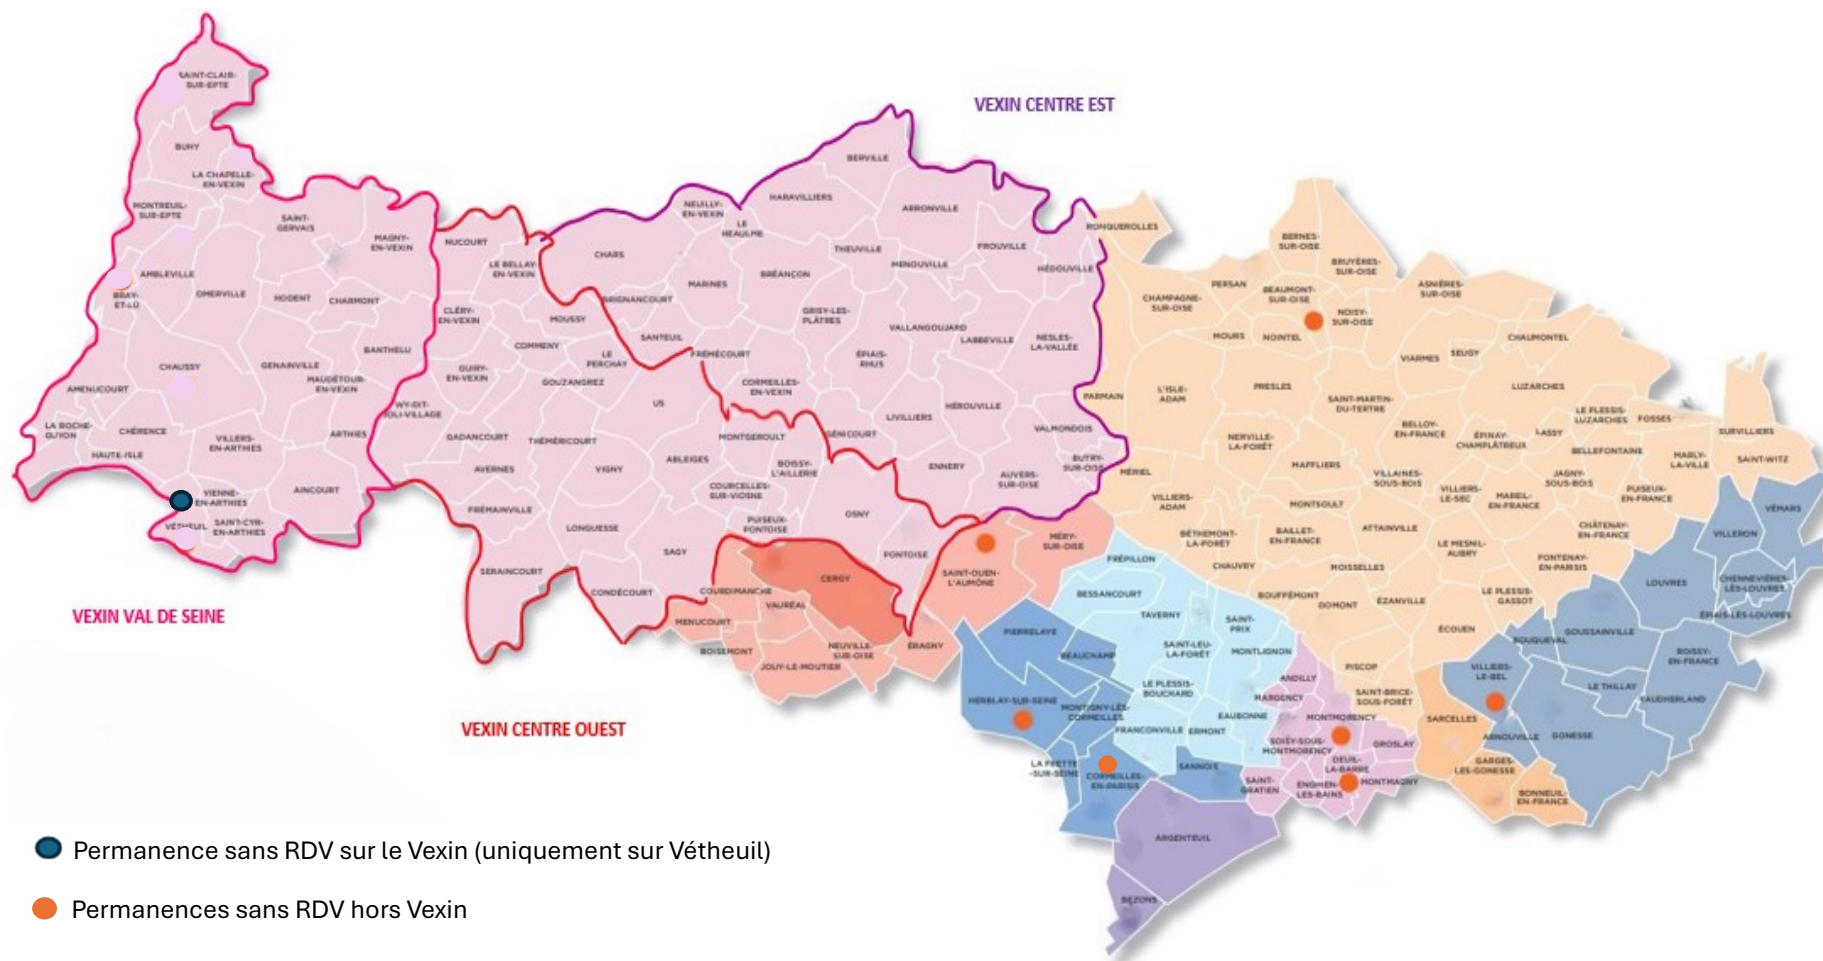 SAINT-CLAIR-
SUR-EPTE
BUHY
LA CHAPELLE-
EN-VEXIN
MONTREUIL-
SUR-EPTE
SAINT-
GERVAIS
MAGNY-
EN-VEXIN
AMBLEVILLE
BRAY-
ET-LÛ
OMERVILLE
HODENT
CHARMONT
BANTHELU
CHAUSSY
GENAINVILLE
MAUDÉTOUR-
EN-VEXIN
AMENUCOURT
LA ROCHE-
GUYON
CHÉRENCE
HAUTE-ISLE
VILLERS-
EN-ARTHIES
ARTHIES
VIENNE-
EN-ARTHIES
AINCOURT
VÉTHEUIL
SAINT-CYR-
EN-ARTHIES
VEXIN VAL DE SEINE
NUCOURT
LE BELLAY-
EN-VEXIN
CLÉRY-
EN-VEXIN
MOUSSY
COMMENY
LE
PERCHAY
GUIRY-
EN-VEXIN
GOUZANGREZ
US
WY-DIT-
JOLI-VILLAGE
GADANCOURT
THÉMÉRICOURT
AVERNES
VIGNY
ABLEIGES
MONTGEROULT
BOISSY-
L'AILLERIE
COURCELLES-
SUR-VIOSNE
FRÉMAINVILLE
LONGUESSE
PUISEUX-
PONTOISE
OSNY
SAGY
PONTOISE
SERAINCOURT
CONDÉCOURT
VEXIN CENTRE OUEST
VEXIN CENTRE EST
BERVILLE
HARAVILLIERS
NEUILLY-
EN-VEXIN
LE
HEAULME
ARRONVILLE
CHARS
THEUVILLE
FROUVILLE
MENOUVILLE
HÉDOUVILLE
MARINES
BRÉANÇON
BRIGNANCOURT
GRISY-LES-
PLÂTRES
VALLANGOUJARD
LABBEVILLE
NESLES-
LA-VALLÉE
SANTEUIL
FRÉMÉCOURT
ÉPIAIS-
RHUS
CORMEILLES-
EN-VEXIN
HÉROUVILLE
LIVILLIERS
GÉNICOURT
VALMONDOIS
ENNERY
AUVERS-
SUR-OISE
BUTRY-
SUR-OISE
RONQUEROLLES
BERNES-
SUR-OISE
BRUYÈRES-
SUR-OISE
PERSAN
BEAUMONT-
SUR-OISE
CHAMPAGNE-
SUR-OISE
ASNIÈRES-
SUR-OISE
NOISY-
SUR-OISE
MOURS
NOINTEL
CHAUMONTEL
VIARMES
SEUGY
PARMAIN
L'ISLE-
ADAM
PRESLES
LUZARCHES
SAINT-MARTIN-
DU-TERTRE
LE PLESSIS-
LUZARCHES
FOSSES
SURVILLIERS
BELLOY-
EN-FRANCE
ÉPINAY-
CHAMPLÂTREUX
LASSY
NERVILLE-
LA-FORÊT
BELLEFONTAINE
MARLY-
LA-VILLE
SAINT-WITZ
MAFFLIERS
MÉRIEL
VILLAINES-
SOUS-BOIS
JAGNY-
SOUS-BOIS
VILLIERS-
LE-SEC
MAREIL-
EN-FRANCE
PUISEUX-
EN-FRANCE
VILLIERS-
ADAM
MONTSOULT
ATTAINVILLE
CHÂTENAY-
EN-FRANCE
VÉMARS
BÉTHEMONT-
LA-FORÊT
BAILLET-
EN-FRANCE
VILLERON
LE MESNIL-
AUBRY
FONTENAY-
EN-PARISIS
MÉRY-
SUR-OISE
FRÉPILLON
CHAUVRY
MOISSELLES
LOUVRES
CHENNEVIÈRES-
LÈS-LOUVRES
SAINT-OUEN-
L'AUMÔNE
CERGY
COURDIMANCHE
VAURÉAL
MENUCOURT
BOISEMONT
NEUVILLE-
SUR-OISE
JOUY-LE-MOUTIER
ÉRAGNY
BESSANCOURT
BOUFFÉMONT
DOMONT
ÉZANVILLE
LE PLESSIS-
GASSOT
ÉPIAIS-LÈS-LOUVRES
TAVERNY
SAINT-
PRIX
PIERRELAYE
ÉCOUEN
BOUQUEVAL
GOUSSAINVILLE
BEAUCHAMP
SAINT-LEU-
LA-FORÊT
MONTLIGNON
ROISSY-
EN-FRANCE
PISCOP
VILLIERS-
LE-BEL
LE PLESSIS-
BOUCHARD
ANDILLY
MARGENCY
LE THILLAY
VAUDHERLAND
SAINT-BRICE-
SOUS-FORÊT
HERBLAY-SUR-SEINE
MONTIGNY-LÈS-
CORMEILLES
EAUBONNE
MONTMORENCY
SARCELLES
FRANCONVILLE
ERMONT
ARNOUVILLE
GONESSE
SOISY-SOUS-
MONTMORENCY
GROSLAY
LA FRETTE
-SUR-SEINE
CORMEILLES-
EN-PARISIS
SANNOIS
DEUIL-
LA-BARRE
GARGES-
LÈS-GONESSE
SAINT-
GRATIEN
ENGHIEN-
LES-BAINS
MONTMAGNY
BONNEUIL-
EN-FRANCE
ARGENTEUIL
BEZONS
Permanence sans RDV sur le Vexin (uniquement sur Vétheuil)
Permanences sans RDV hors Vexin